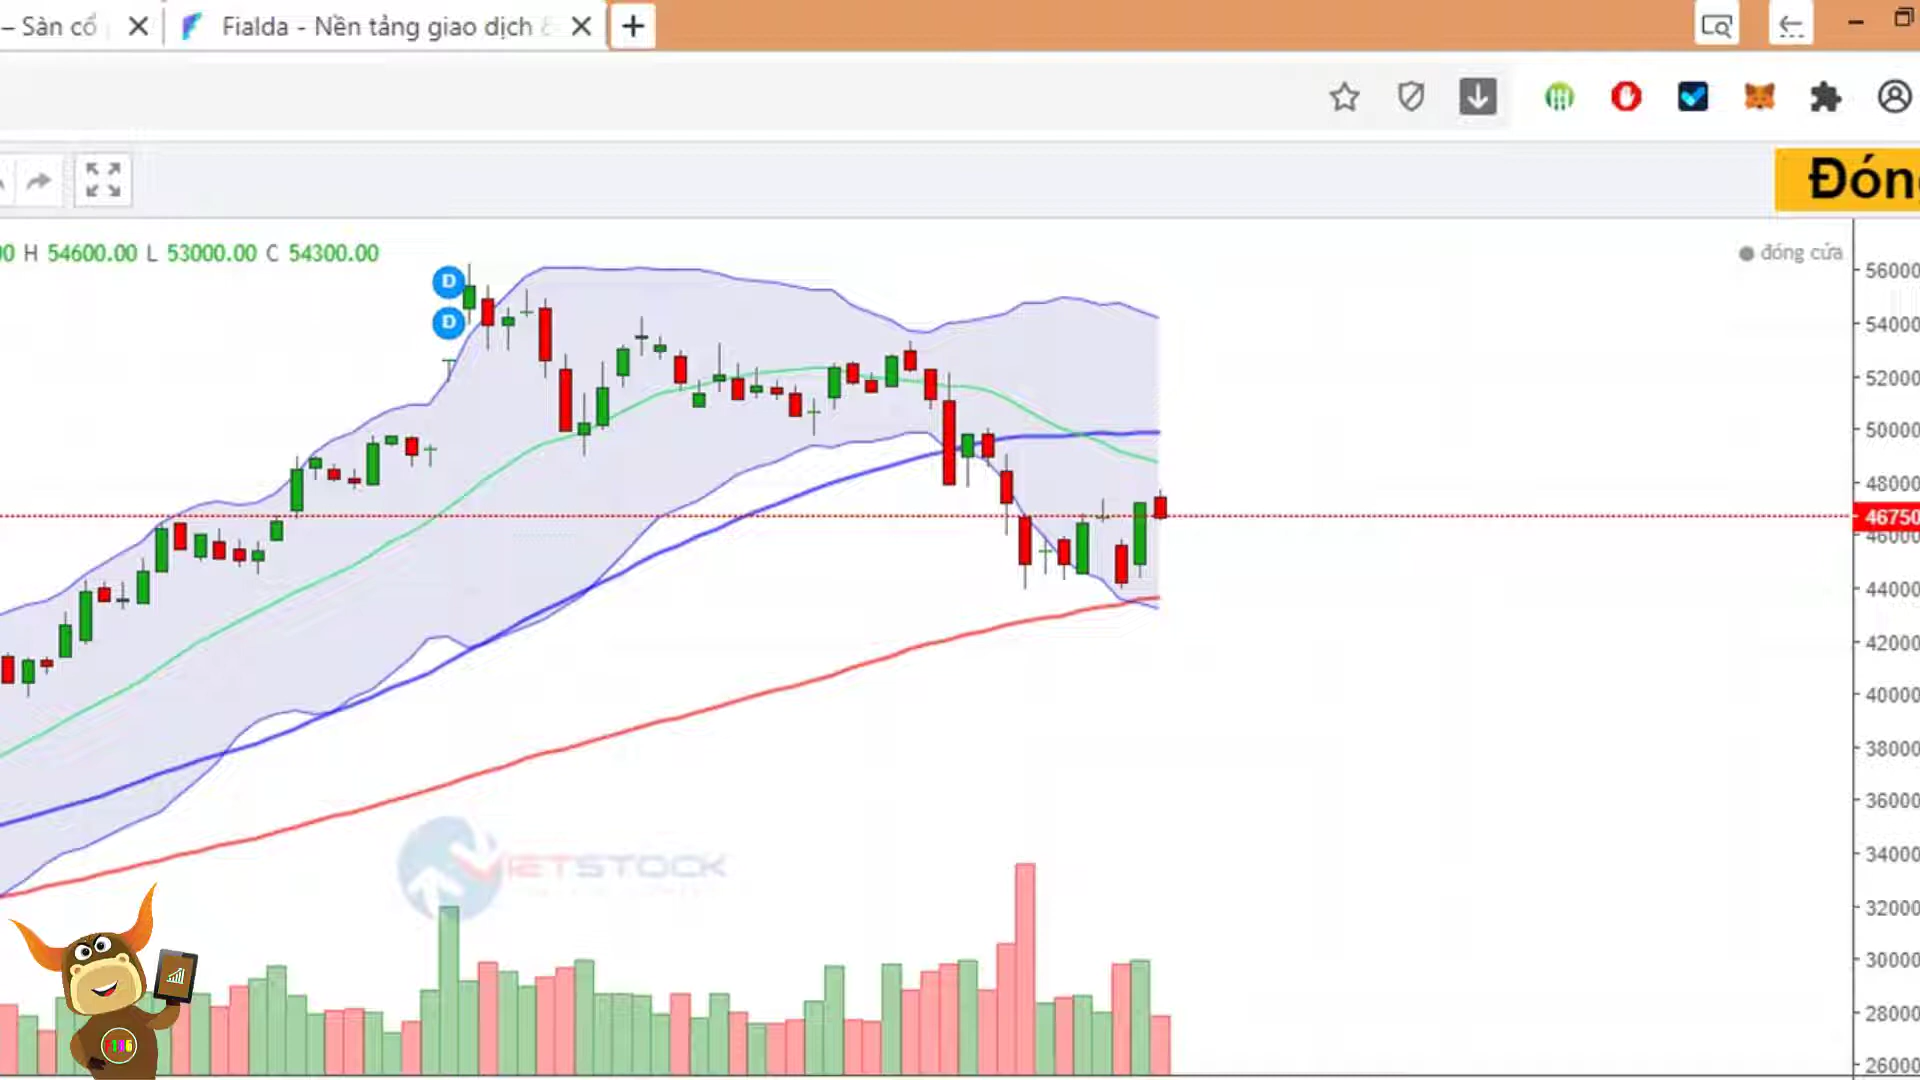 – Sàn cổ
Fialda - Nền tảng giao dịch &
Đón
00 H 54600.00 L 53000.00 C 54300.00
đóng cửa
D
D
56000
54000
52000
50000
48000
46750
46000
44000
42000
40000
38000
36000
34000
32000
30000
28000
26000
VIETSTOCK